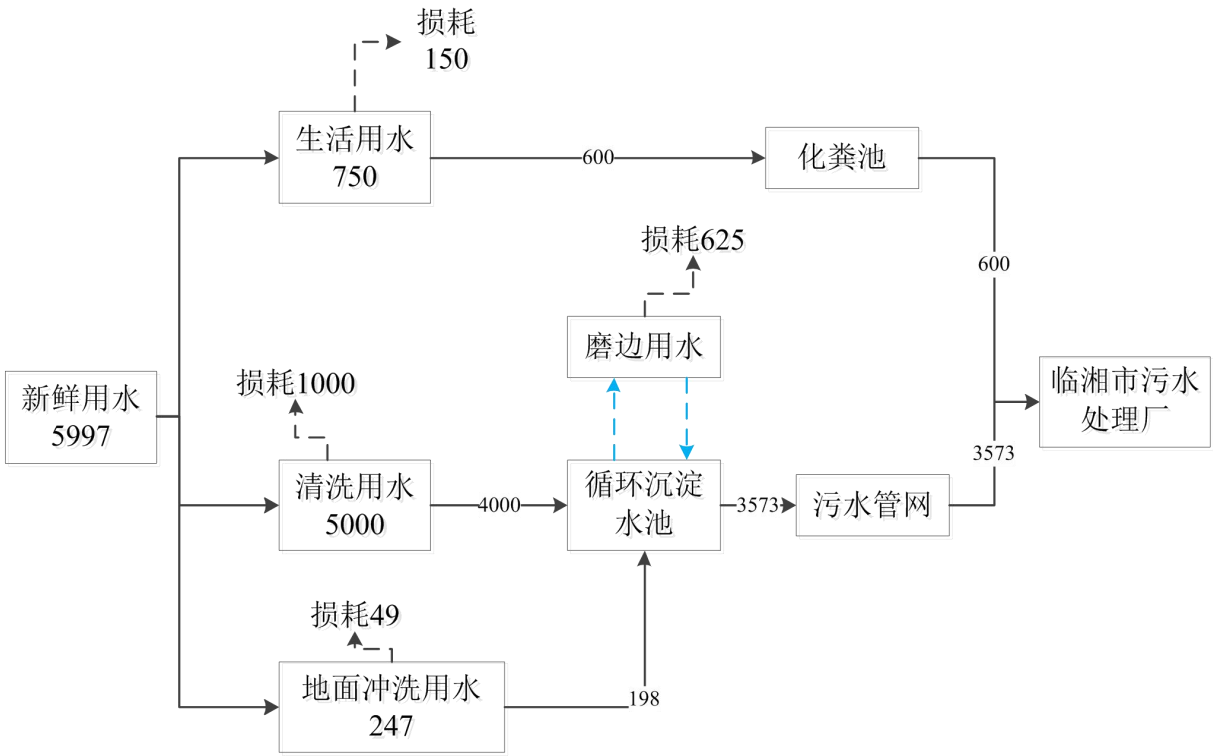 损耗
150
生活用水
750
600
化粪池
600
损耗625
磨边用水
新鲜用水
5997
损耗1000
清洗用水
5000
4000
循环沉淀
水池
3573
污水管网
3573
临湘市污水
处理厂
损耗49
地面冲洗用水
247
198